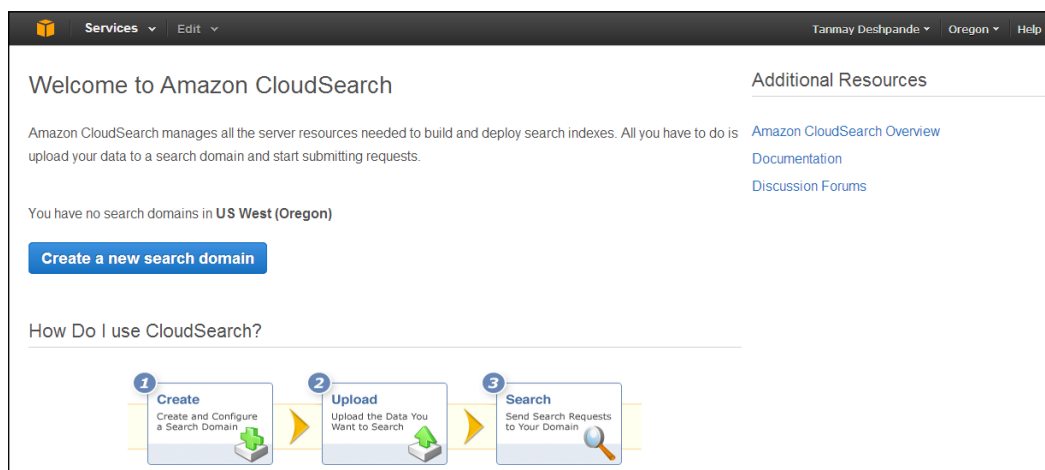 Services Edit Tanmay Deshpande Oregon Help
Welcome to Amazon CloudSearch
Amazon CloudSearch manages all the server resources needed to build and deploy search indexes. All you have to do is
upload your data to a search domain and start submitting requests.
You have no search domains in US West (Oregon)
Create a new search domain
How Do I use CloudSearch?
1
Create
Create and Configure
a Search Domain
2
Upload
Upload the Data You
Want to Search
3
Search
Send Search Requests
to Your Domain
Additional Resources
Amazon CloudSearch Overview
Documentation
Discussion Forums